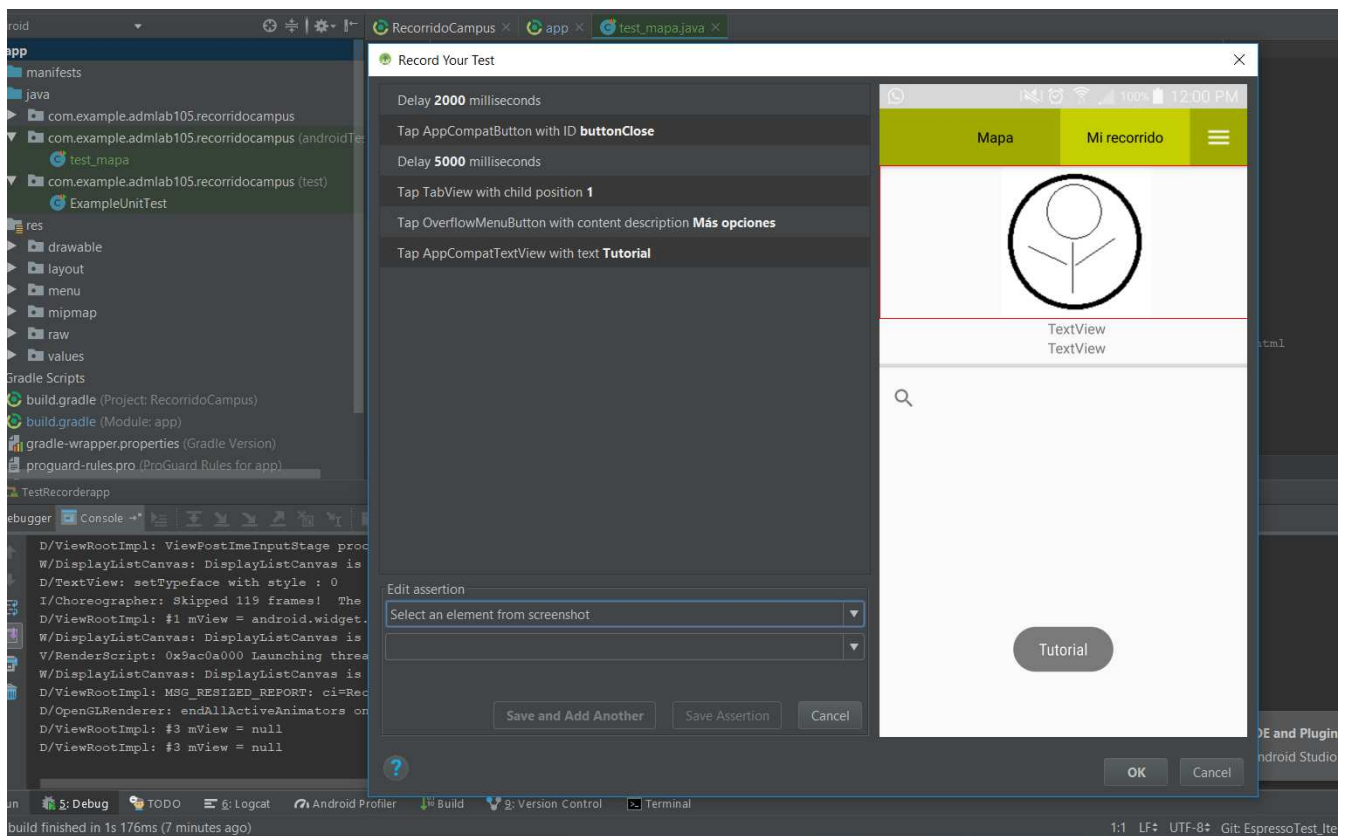 roid
RecorridoCampus
app
test_mapa.java
app
manifests
java
com.example.admlab105.recorridocampus
com.example.admlab105.recorridocampus (androidTe
test_mapa
com.example.admlab105.recorridocampus (test)
ExampleUnitTest
res
drawable
layout
menu
mipmap
raw
values
Gradle Scripts
build.gradle (Project: RecorridoCampus)
build.gradle (Module: app)
gradle-wrapper.properties (Gradle Version)
proguard-rules.pro (ProGuard Rules for app)
Record Your Test
Delay 2000 milliseconds
Tap AppCompatButton with ID buttonClose
Delay 5000 milliseconds
Tap TabView with child position 1
Tap OverflowMenuButton with content description Más opciones
Tap AppCompatTextView with text Tutorial
Edit assertion
Select an element from screenshot
Save and Add Another
Save Assertion
Cancel
100% 12:00 PM
Mapa
Mi recorrido
TextView
TextView
Tutorial
OK
Cancel
tml
TestRecorderapp
ebugger
Console
D/ViewRootImpl: ViewPostImeInputStage proc
W/DisplayListCanvas: DisplayListCanvas is
D/TextView: setTypeface with style : 0
I/Choreographer: Skipped 119 frames! The
D/ViewRootImpl: #1 mView = android.widget.
W/DisplayListCanvas: DisplayListCanvas is
V/RenderScript: 0x9ac0a000 Launching threa
W/DisplayListCanvas: DisplayListCanvas is
D/ViewRootImpl: MSG_RESIZED_REPORT: ci=Rec
D/OpenGLRenderer: endAllActiveAnimators on
D/ViewRootImpl: #3 mView = null
D/ViewRootImpl: #3 mView = null
DE and Plugin
ndroid Studio
un
5: Debug
TODO
6: Logcat
Android Profiler
Build
9: Version Control
Terminal
build finished in 1s 176ms (7 minutes ago)
1:1 LF UTF-8 Git: EspressoTest_Ite